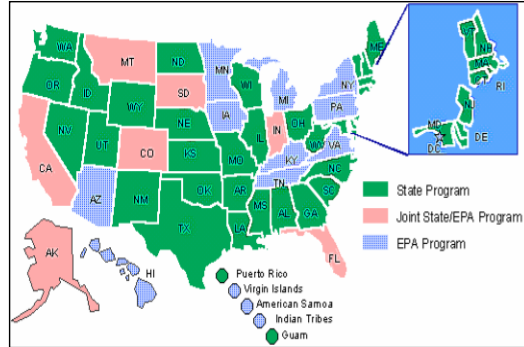 WA
MT
ND
MN
ME
OR
ID
SD
WI
NY
WY
MI
NV
NE
IA
PA
UT
CO
IL
IN
OH
WV
VA
CA
KS
MO
KY
NC
AZ
NM
OK
AR
TN
SC
TX
LA
MS
AL
GA
FL
AK
HI
VT
NH
MA
CT
RI
NJ
MD
DE
DC
State Program
Joint State/EPA Program
EPA Program
Puerto Rico
Virgin Islands
American Samoa
Indian Tribes
Guam